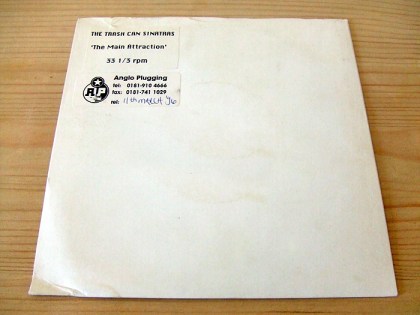 THE TRASH CAN SINATRAS
'The Main Attraction'
33 1/3 rpm
Anglo Plugging
tel: 0181-910 4666
fax: 0181-741 1029
rel: 11th MARCH '96